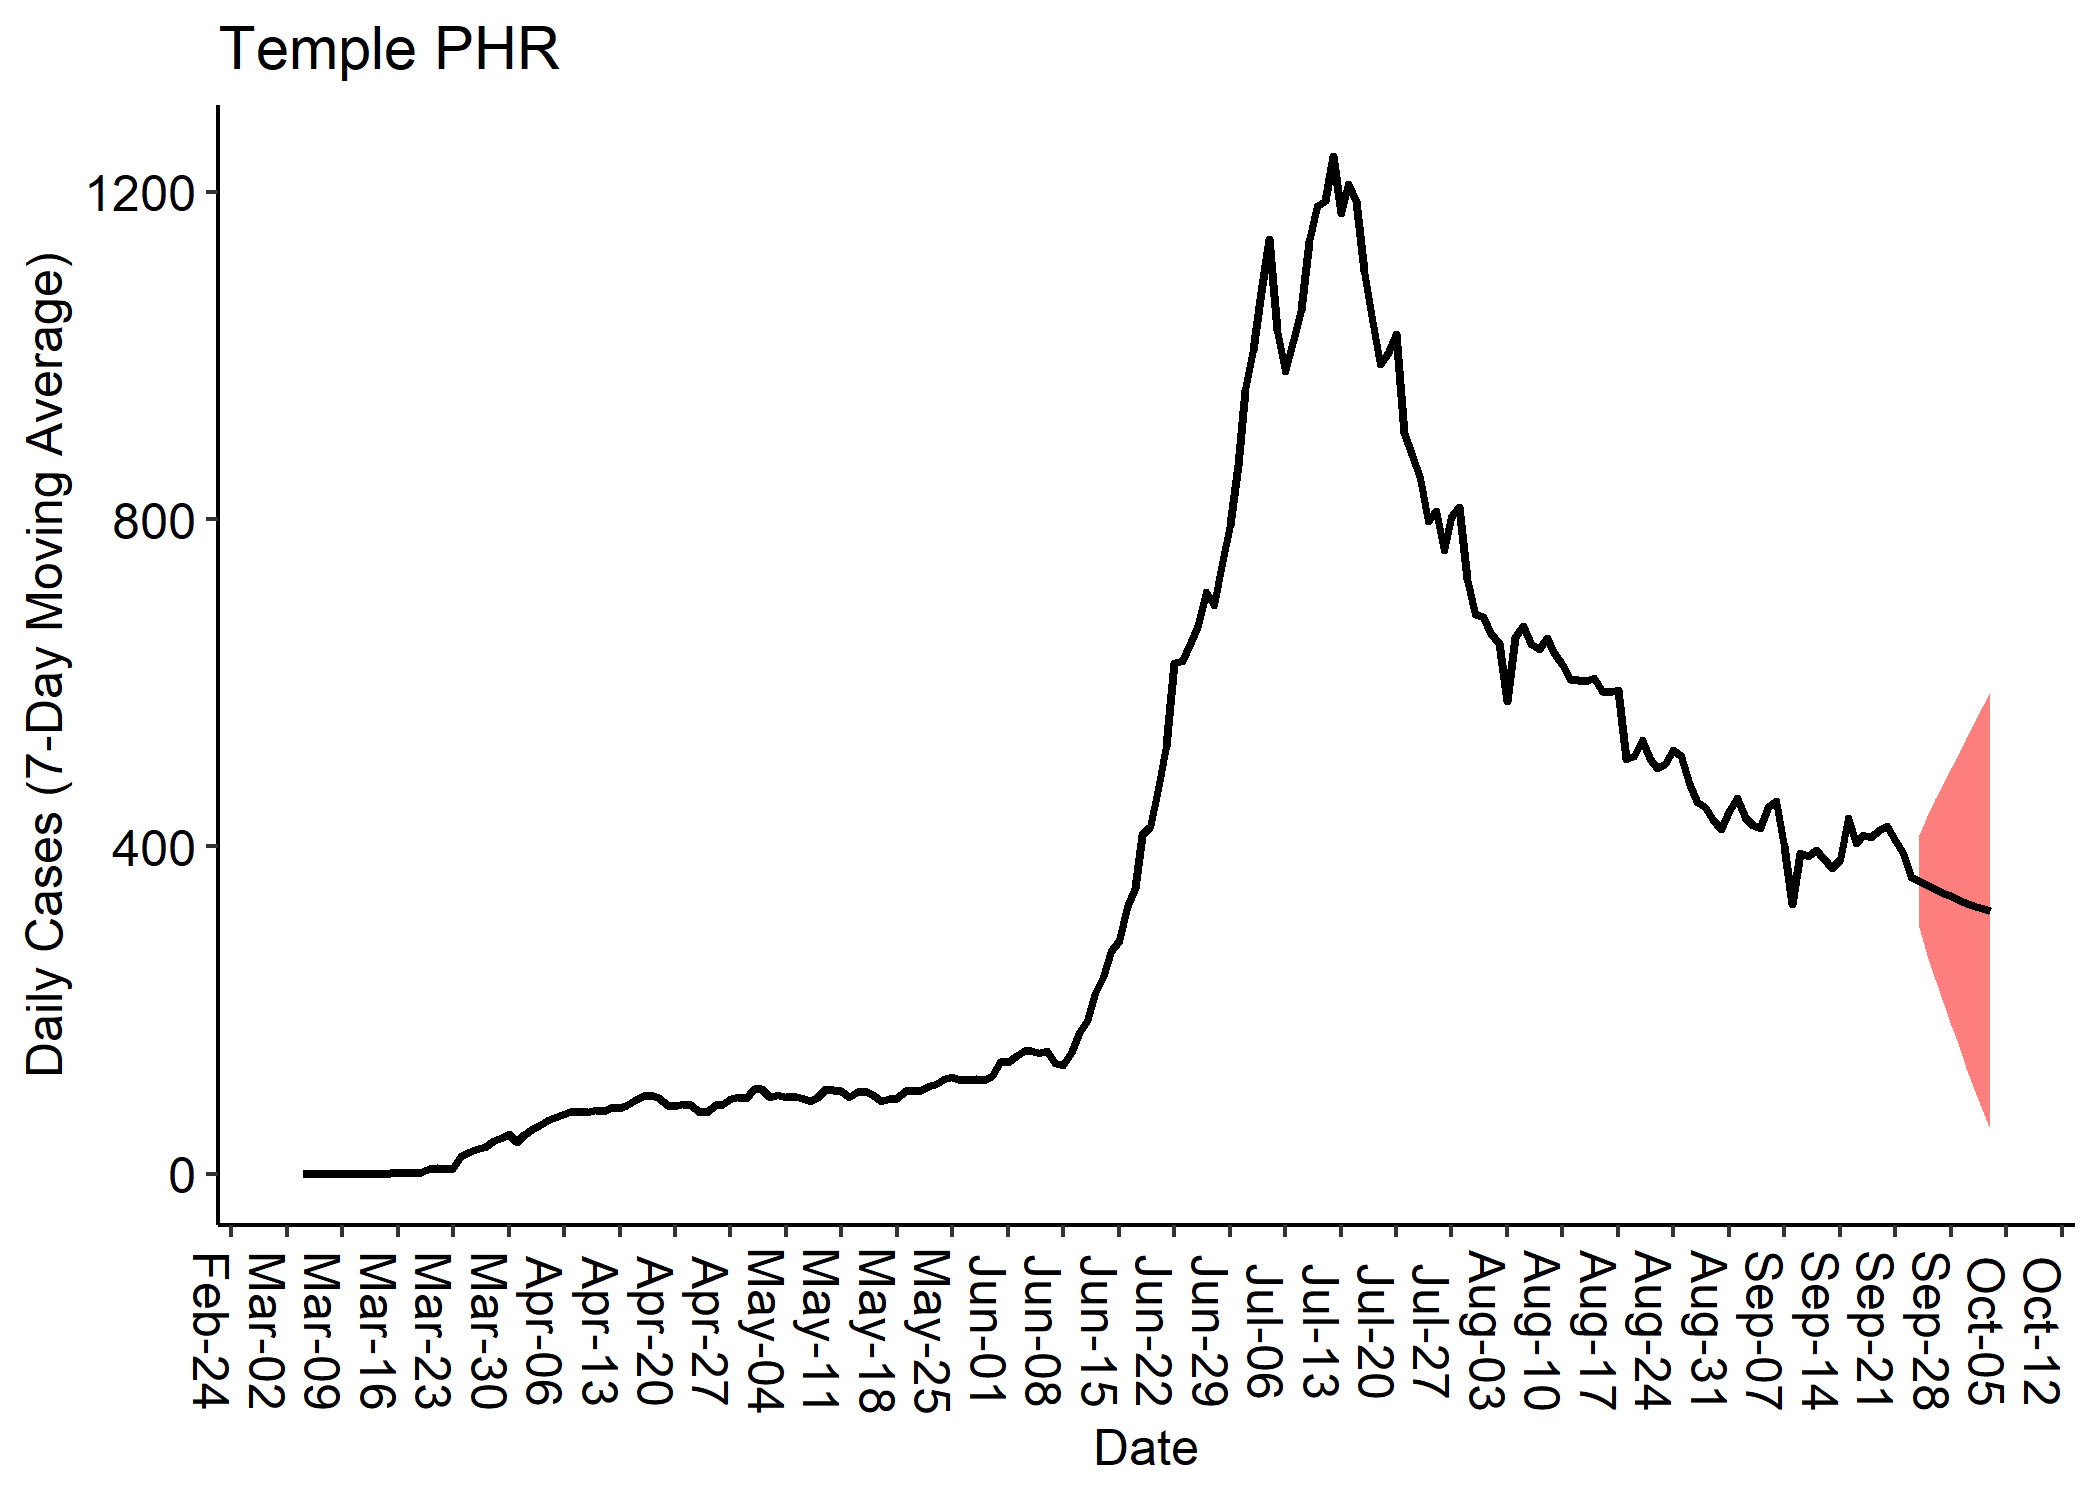 Temple PHR
Daily Cases (7-Day Moving Average)
1200
800
400
0
Feb-24
Mar-02
Mar-09
Mar-16
Mar-23
Mar-30
Apr-06
Apr-13
Apr-20
Apr-27
May-04
May-11
May-18
May-25
Jun-01
Jun-08
Jun-15
Jun-22
Jun-29
Jul-06
Jul-13
Jul-20
Jul-27
Aug-03
Aug-10
Aug-17
Aug-24
Aug-31
Sep-07
Sep-14
Sep-21
Sep-28
Oct-05
Oct-12
Date